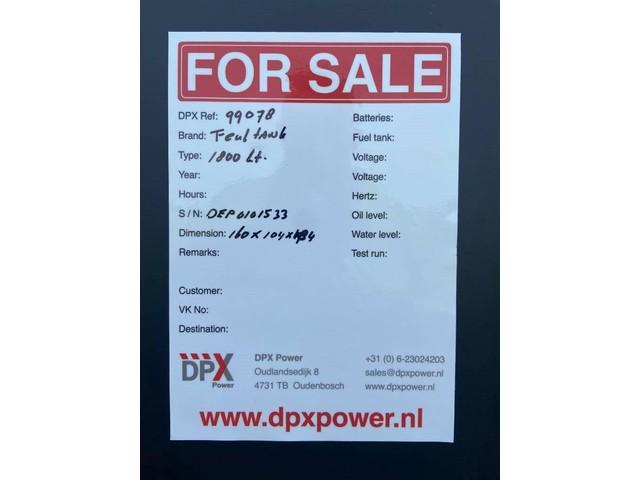 FOR SALE
DPX Ref: 99078
Brand: Feultank
Type: 1800 Lt.
Year:
Hours:
S / N: OEP0101533
Dimension: 160x104x
Remarks:
Customer:
VK No:
Destination:
Batteries:
Fuel tank:
Voltage:
Voltage:
Hertz:
Oil level:
Water level:
Test run:
DPX
Power
DPX Power
Oudlandsedijk 8
4731 TB Oudenbosch
+31 (0) 6-23024203
sales@dpxpower.nl
www.dpxpower.nl
www.dpxpower.nl